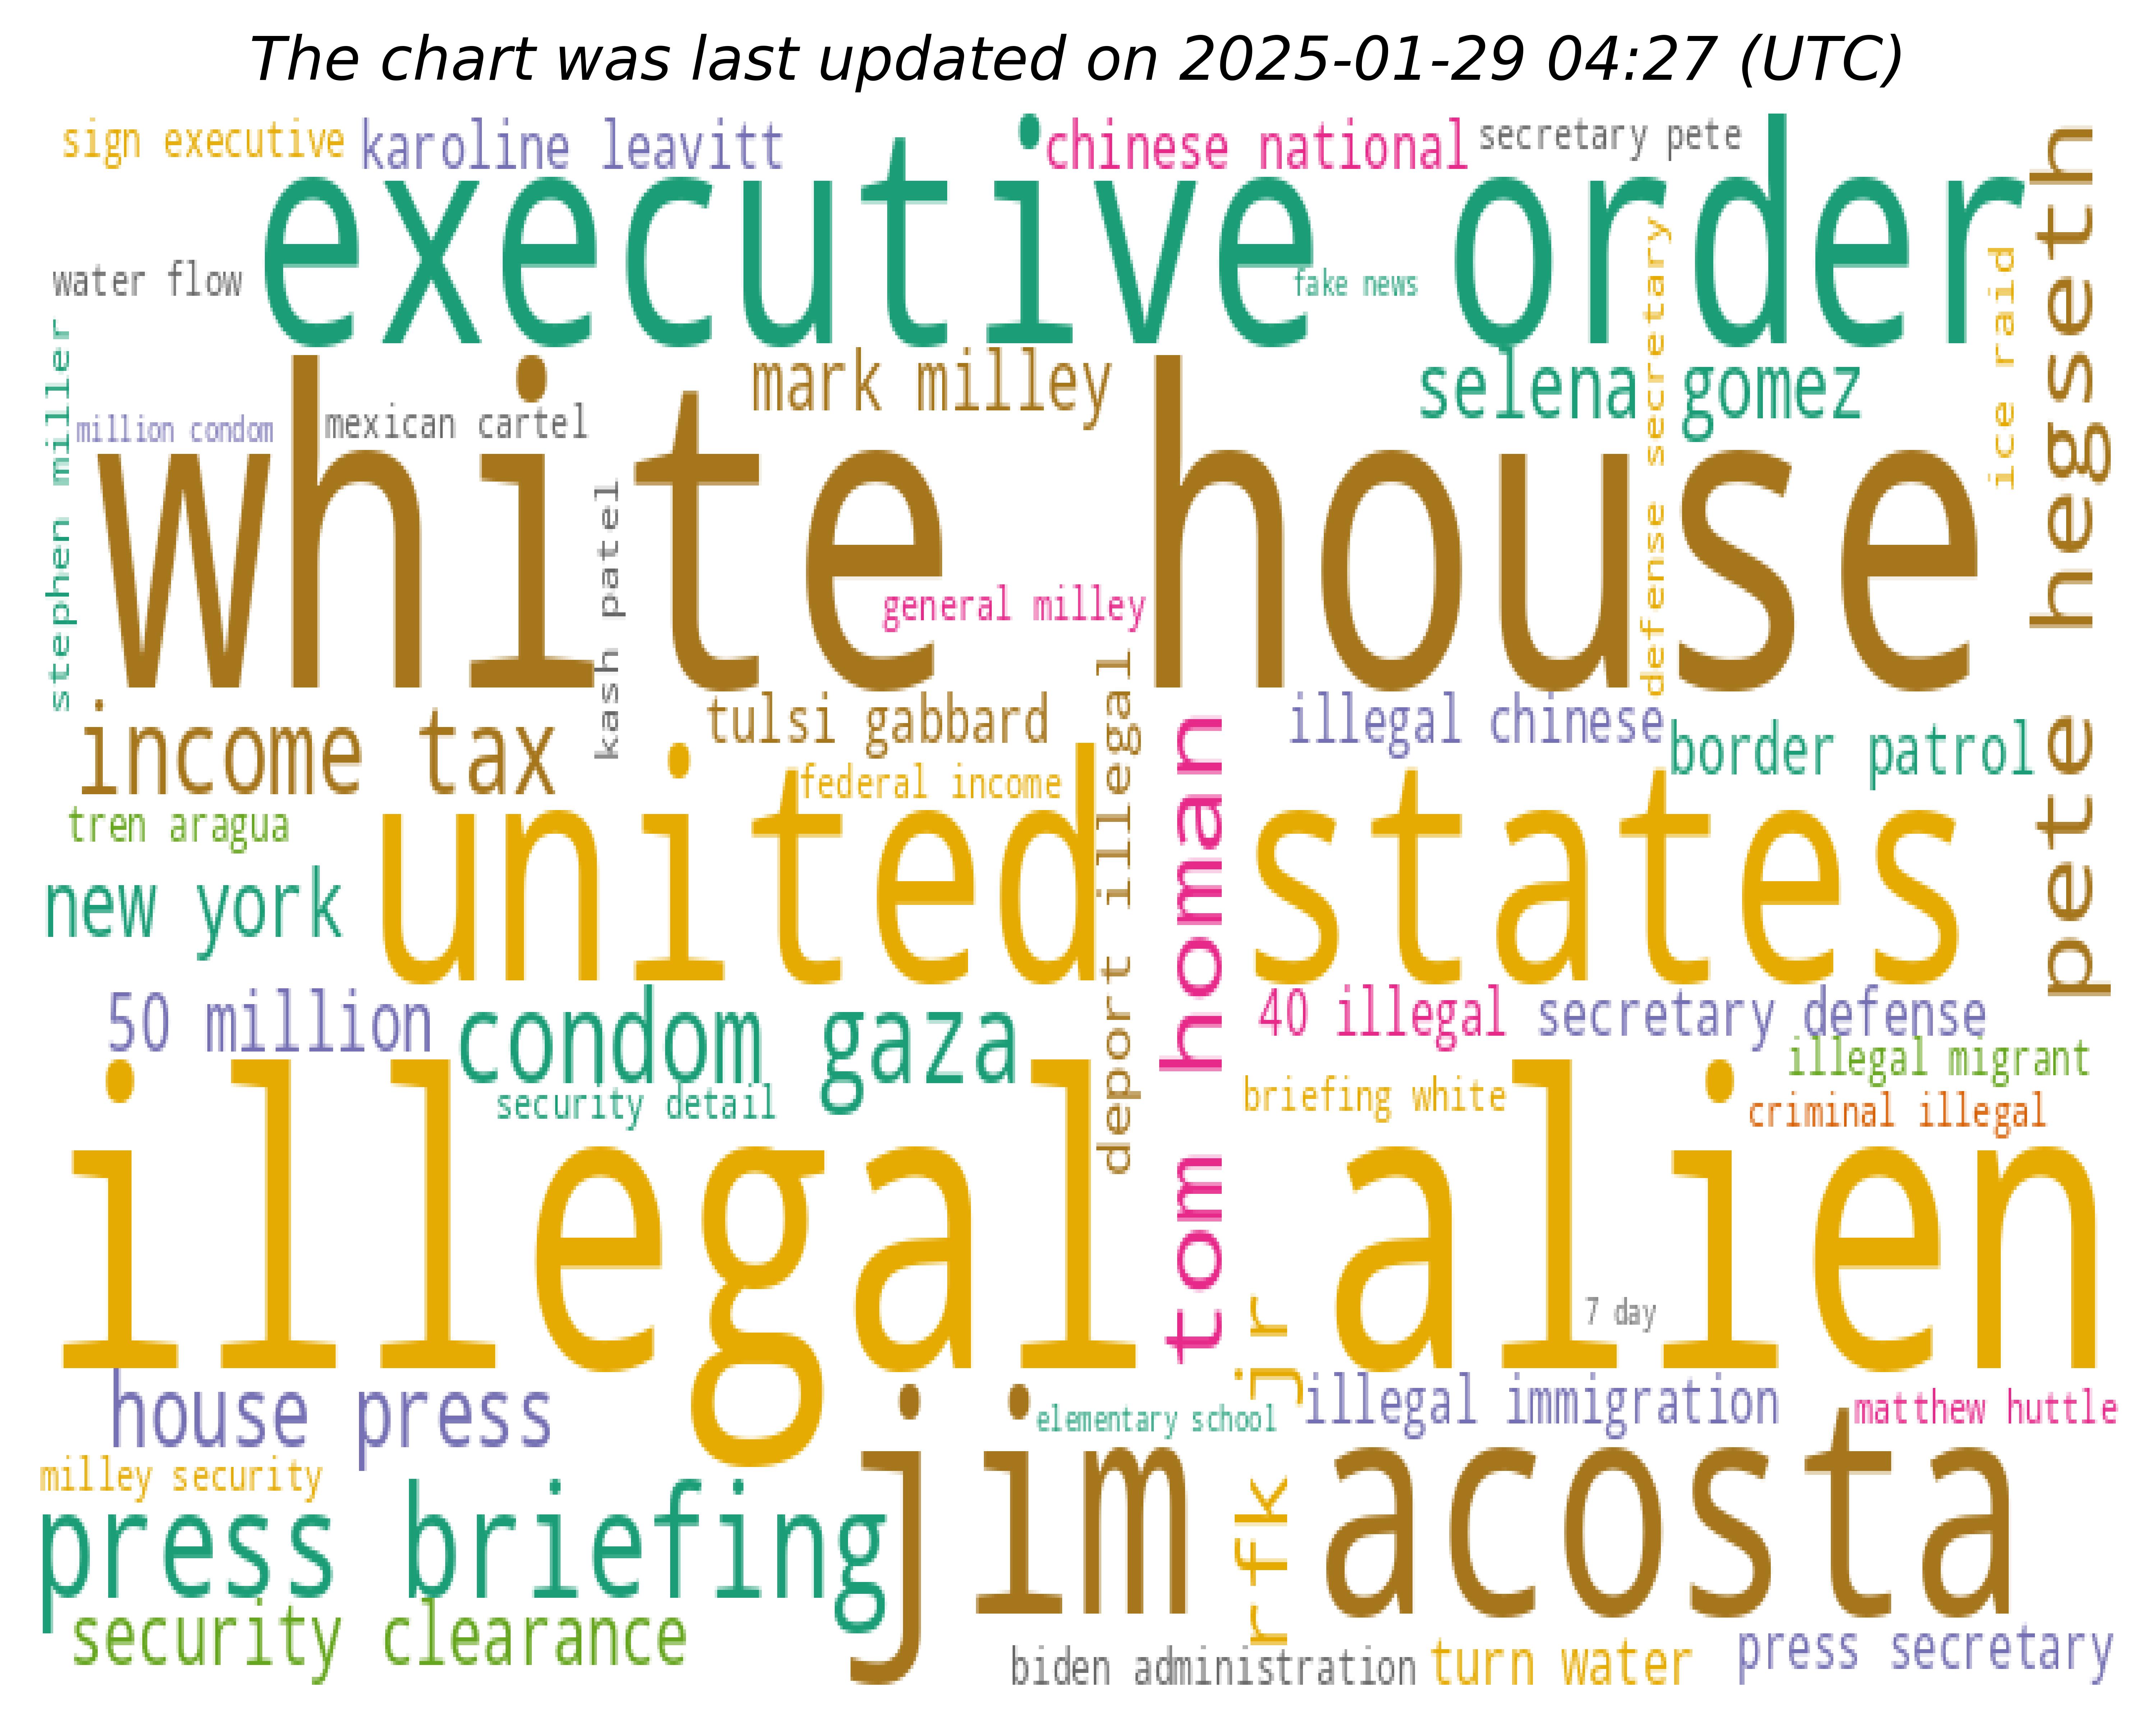 The chart was last updated on 2025-01-29 04:27 (UTC)
sign executive
karoline leavitt
chinese national
secretary pete
executive order
water flow
fake news
defense secretary
ice raid
pete hegseth
stephen miller
mark milley
selena gomez
million condom
mexican cartel
white house
kash patel
general milley
income tax
tulsi gabbard
deport illegal
illegal chinese
border patrol
federal income
tom homan
tren aragua
united states
new york
50 million
condom gaza
40 illegal
secretary defense
illegal migrant
security detail
briefing white
criminal illegal
illegal alien
7 day
house press
rfk jr
elementary school
illegal immigration
matthew huttle
milley security
jim acosta
press briefing
security clearance
biden administration
turn water
press secretary